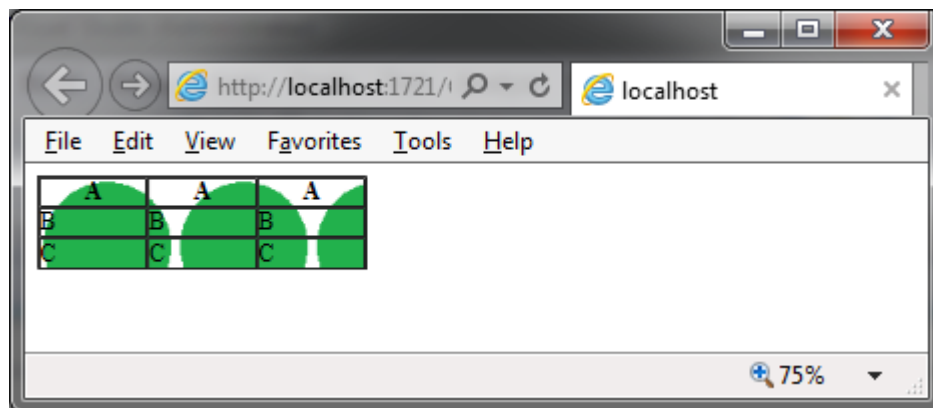 http://localhost:1721/ localhost
File Edit View Favorites Tools Help
A A A
B B B
C C C
75%